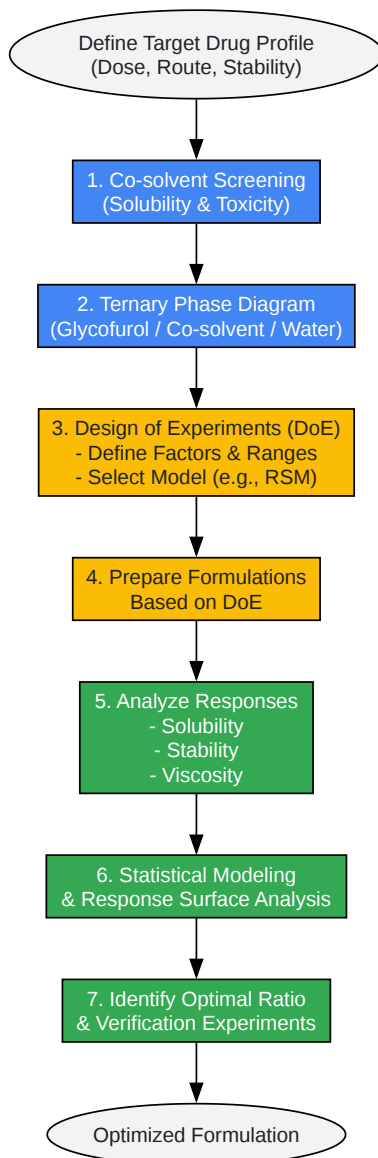 Define Target Drug Profile
(Dose, Route, Stability)
1. Co-solvent Screening
(Solubility & Toxicity)
2. Ternary Phase Diagram
(Glycofurol / Co-solvent / Water)
3. Design of Experiments (DoE)
- Define Factors & Ranges
- Select Model (e.g., RSM)
4. Prepare Formulations
Based on DoE
5. Analyze Responses
- Solubility
- Stability
- Viscosity
6. Statistical Modeling
& Response Surface Analysis
7. Identify Optimal Ratio
& Verification Experiments
Optimized Formulation